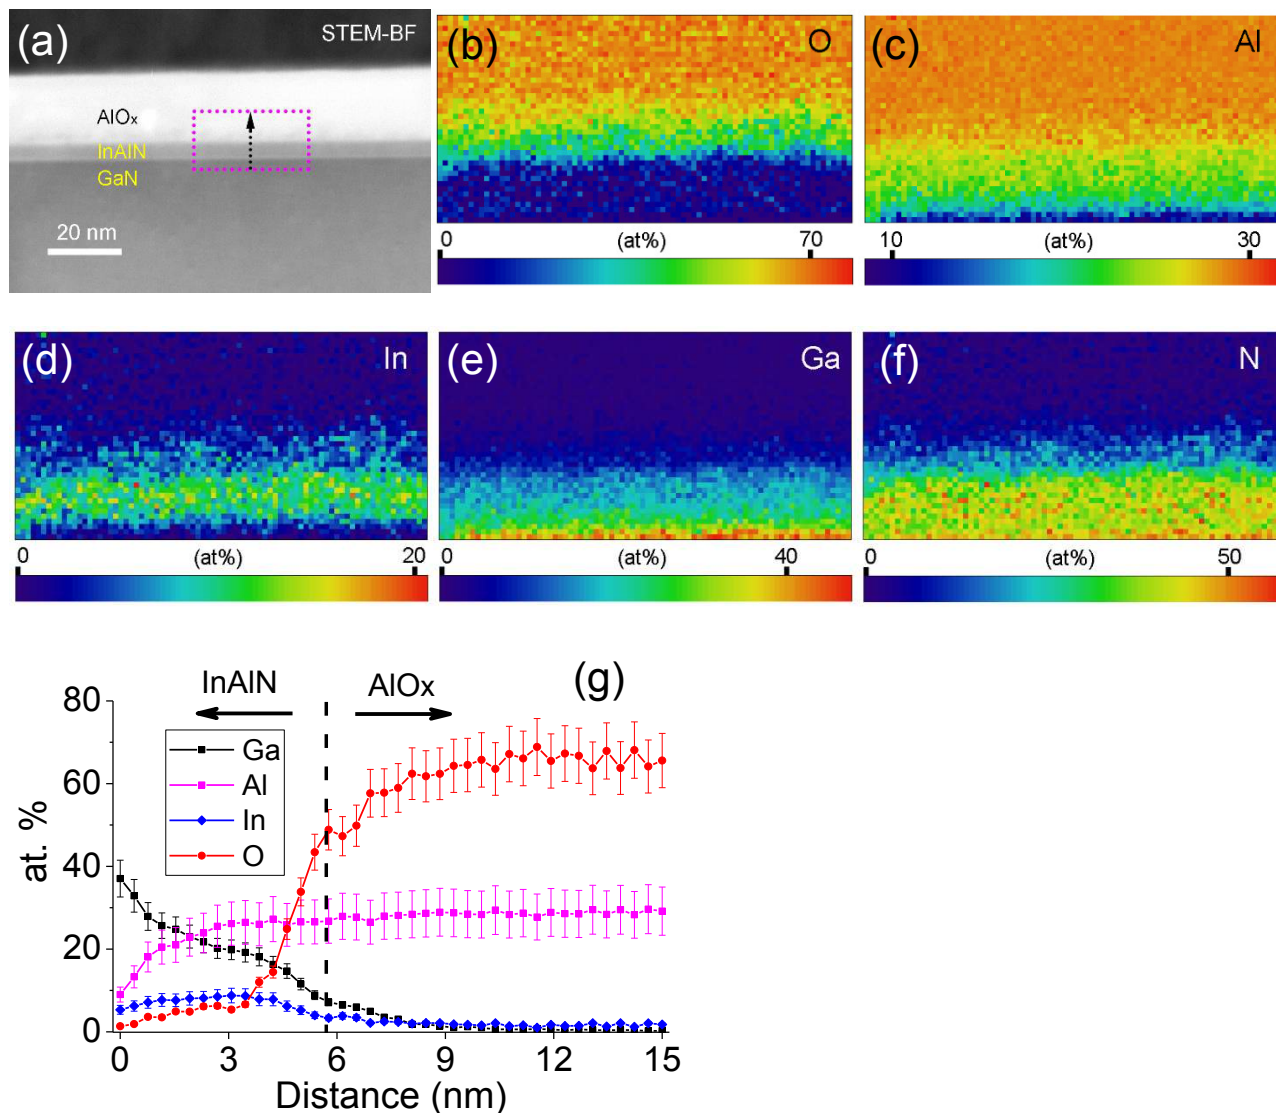 (a)
STEM-BF
AlOx
InAlN
GaN
20 nm
(b)
O
0
(at%)
70
(c)
Al
10
(at%)
30
(d)
In
0
(at%)
20
(e)
Ga
0
(at%)
40
(f)
N
0
(at%)
50
(g)
InAlN
AlOx
Ga
Al
In
O
80
60
40
20
0
at. %
0
3
6
9
12
15
Distance (nm)